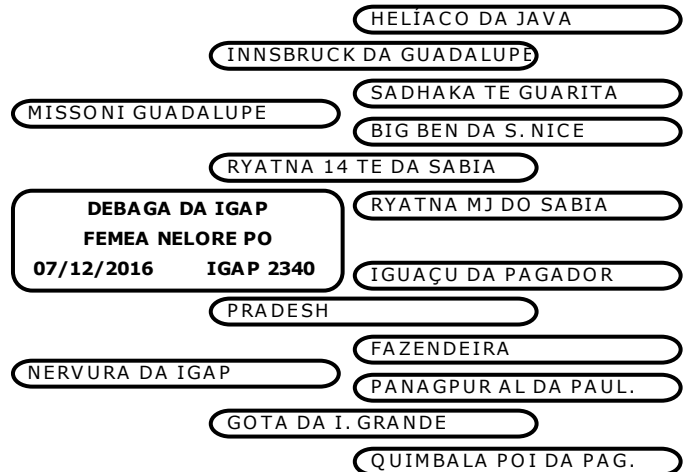 HELÍACO DA JAVA
INNSBRUCK DA GUADALUPE
SADHAKA TE GUARITA
MISSONI GUADALUPE
BIG BEN DA S. NICE
RYATNA 14 TE DA SABIA
DEBAGA DA IGAP
RYATNA MJ DO SABIA
FEMEA NELORE PO
07/12/2016 IGAP 2340
IGUAÇU DA PAGADOR
PRADESH
FAZENDEIRA
NERVURA DA IGAP
PANAGPUR AL DA PAUL.
GOTA DA I. GRANDE
QUIMBALA POI DA PAG.